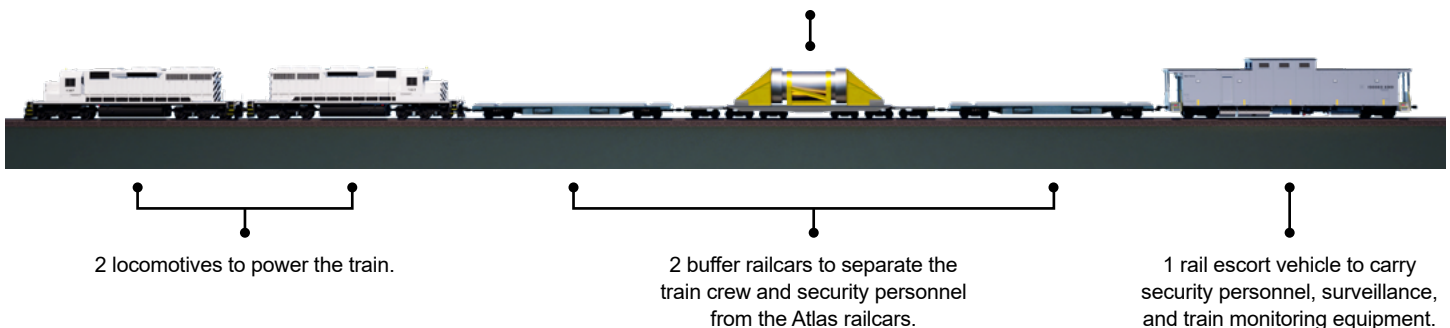 2 locomotives to power the train.
2 buffer railcars to separate the
train crew and security personnel
from the Atlas railcars.
1 rail escort vehicle to carry
security personnel, surveillance,
and train monitoring equipment.